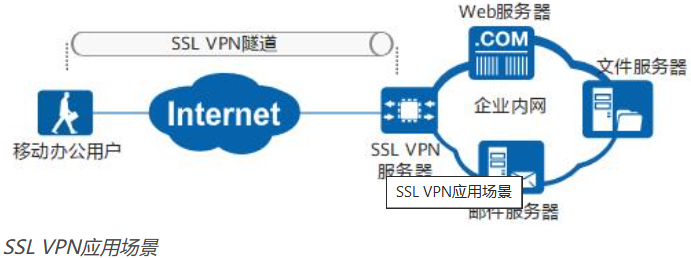 Web服务器
SSL VPN隧道
.COM
文件服务器
Internet
企业内网
移动办公用户
SSL VPN
服务器
SSL VPN应用场景
邮件服务器
SSL VPN应用场景